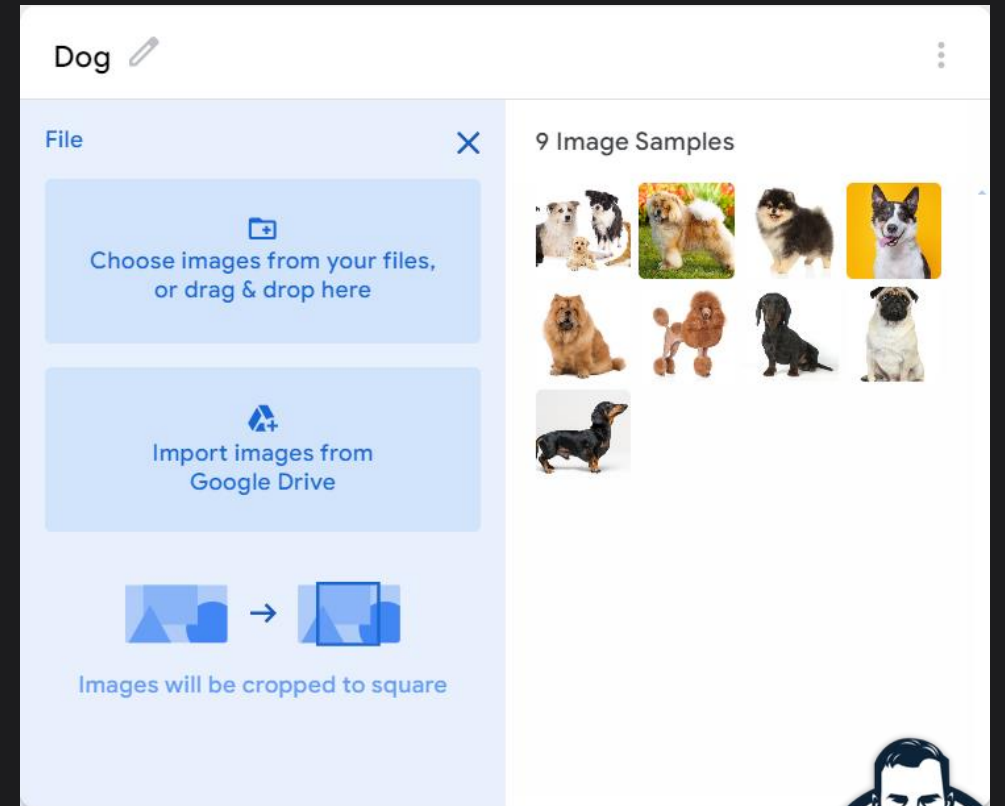 Dog
File
9 Image Samples
Choose images from your files,
or drag & drop here
Import images from
Google Drive
Images will be cropped to square